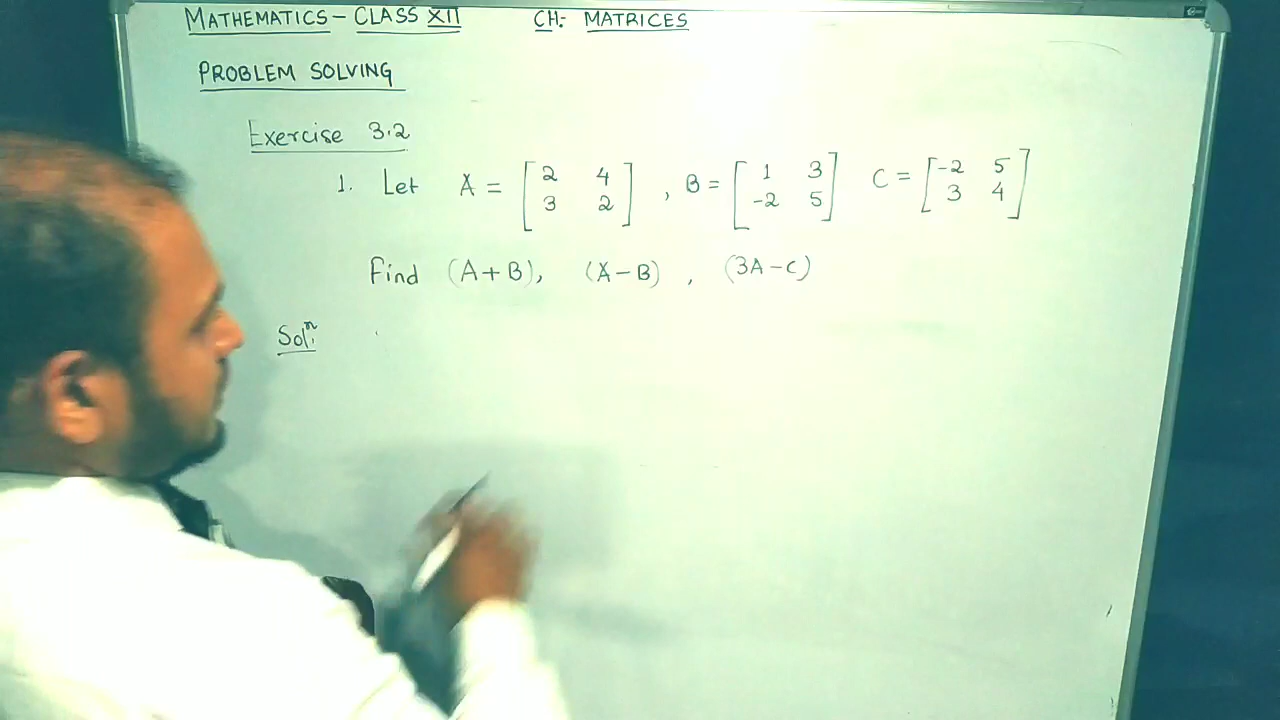 MATHEMATICS – CLASS XII CH: MATRICES
PROBLEM SOLVING
Exercise 3.2
1. Let A = [2 4 , B = [1 3] C = [-2 5
3 2] -2 5] 3 4]
Find (A+B), (A-B), (3A-C)
Solⁿ.